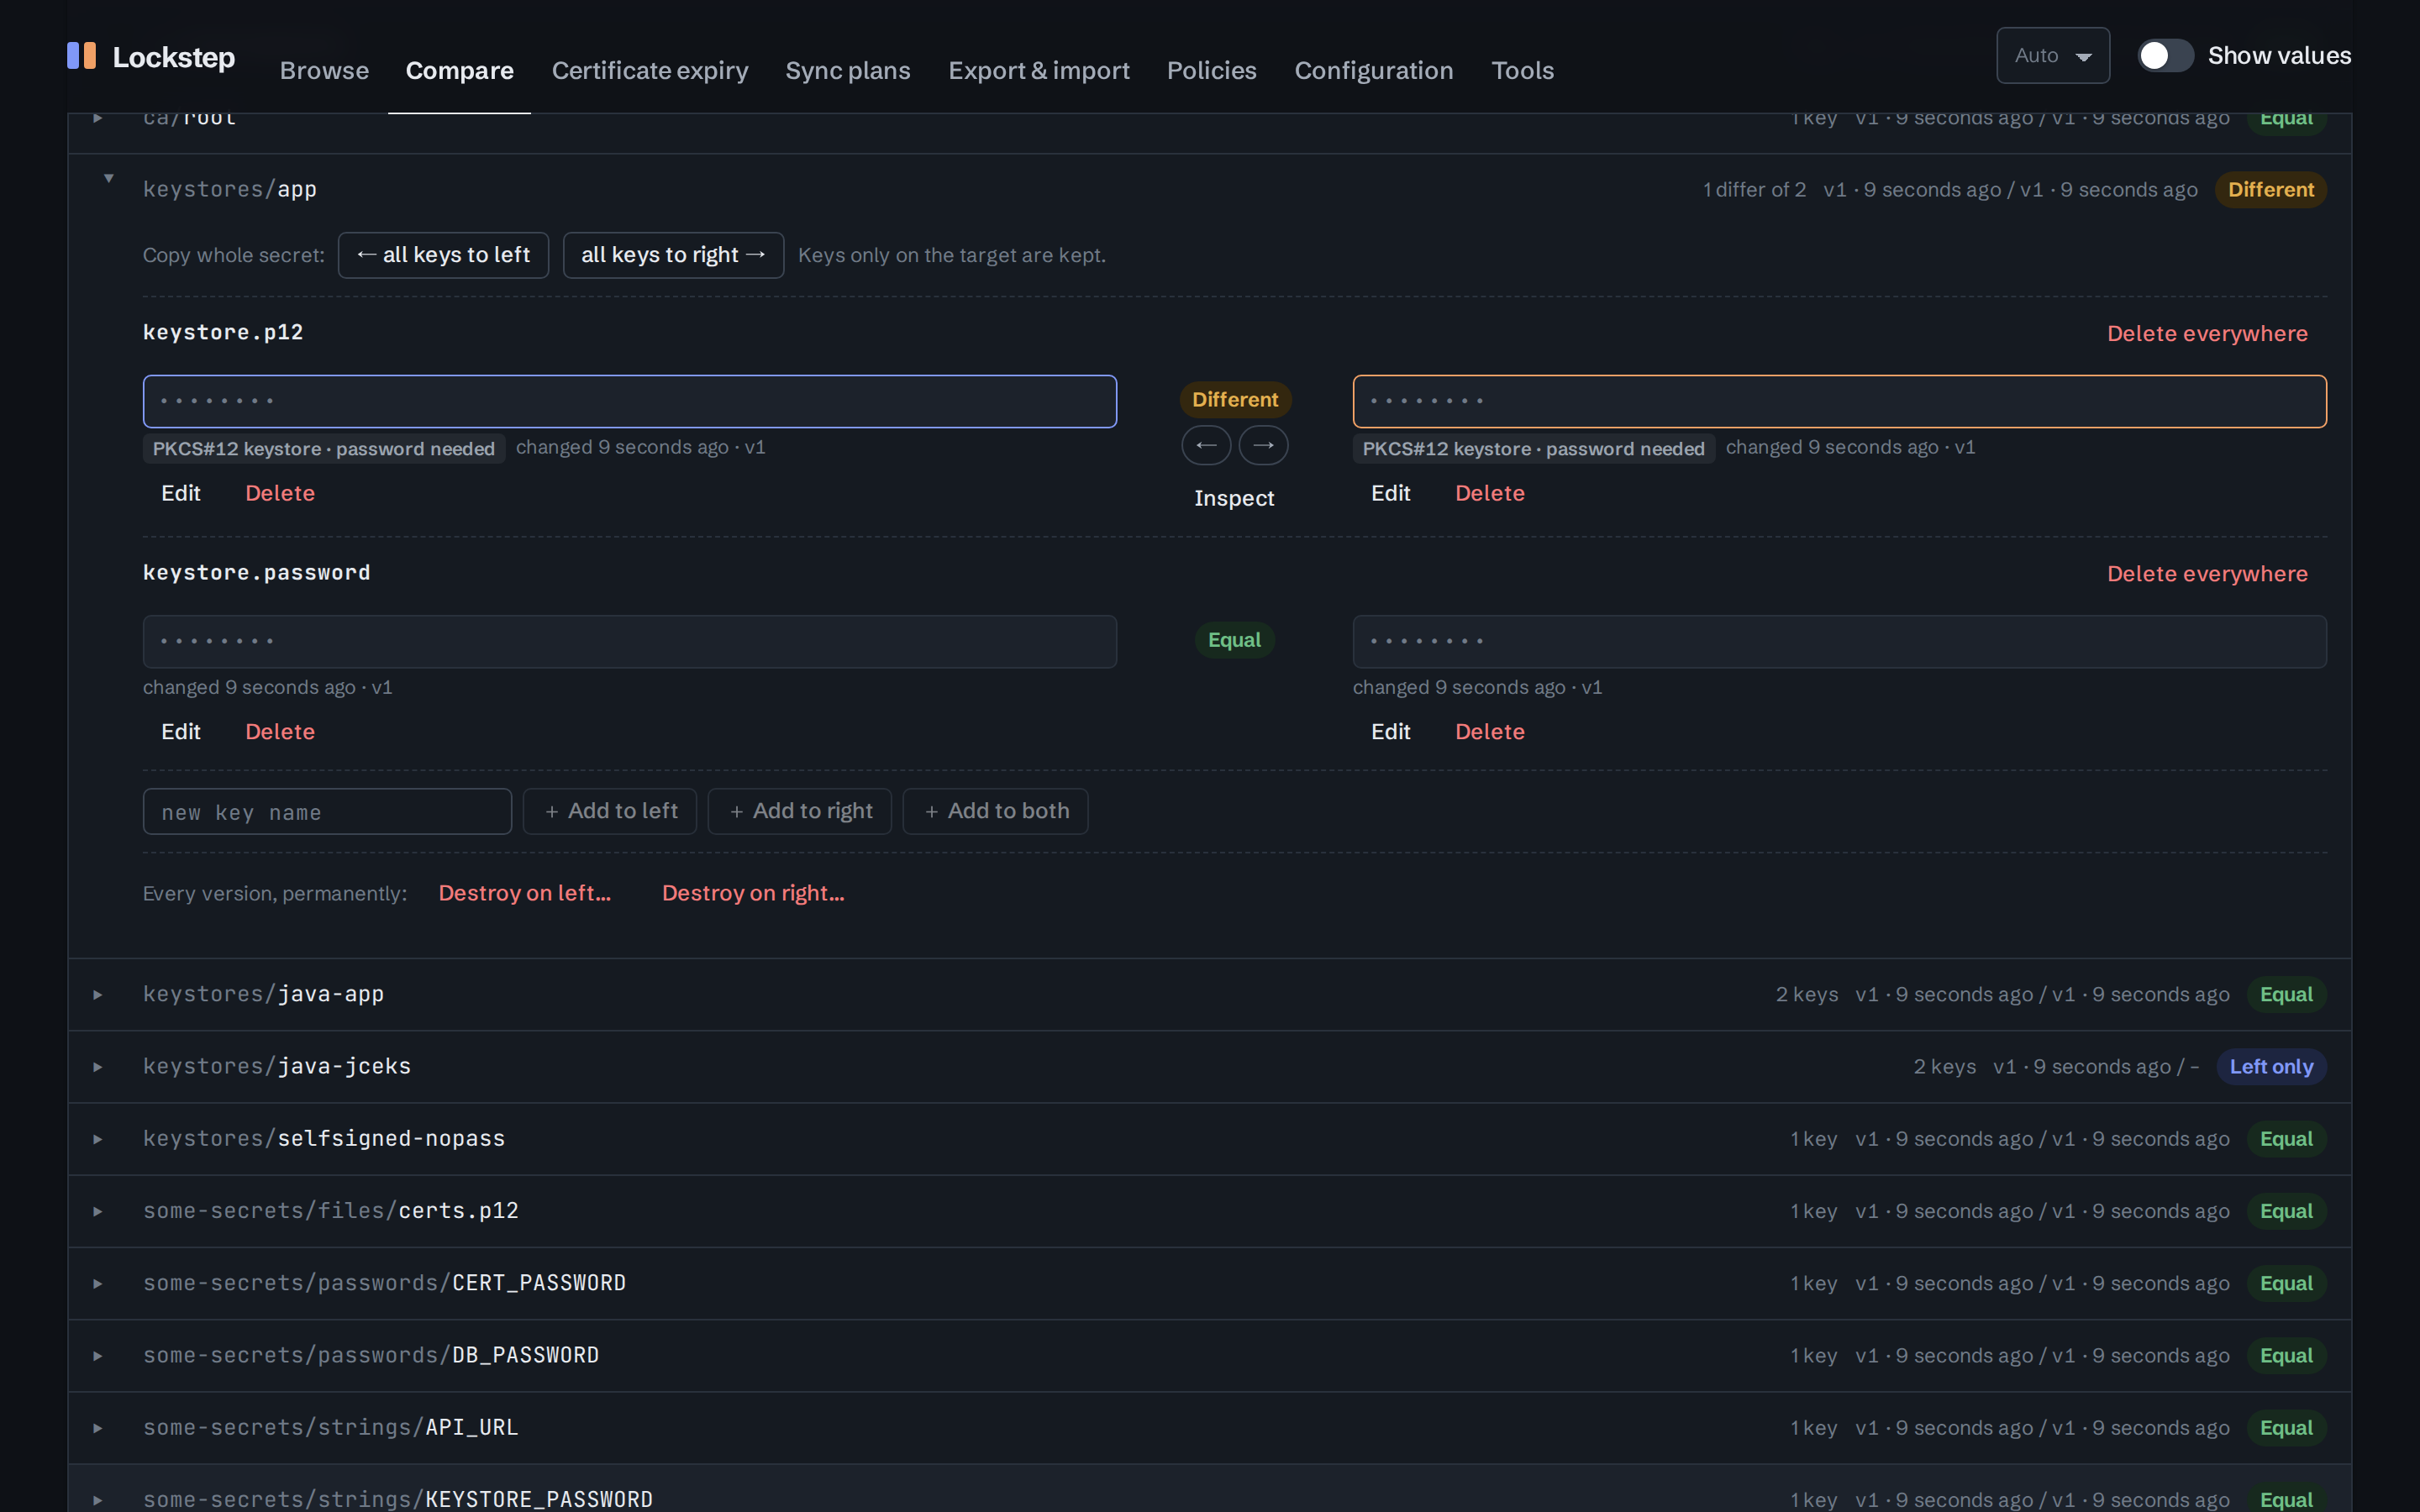 Lockstep Browse Compare Certificate expiry Sync plans Export & import Policies Configuration Tools Auto Show values
ca/root 1 key v1 · 9 seconds ago / v1 · 9 seconds ago Equal
keystores/app 1 differ of 2 v1 · 9 seconds ago / v1 · 9 seconds ago Different
Copy whole secret: ← all keys to left all keys to right → Keys only on the target are kept.
keystore.p12 Delete everywhere
•••••••• Different ••••••••
PKCS#12 keystore · password needed changed 9 seconds ago · v1 ← → PKCS#12 keystore · password needed changed 9 seconds ago · v1
Edit Delete Inspect Edit Delete
keystore.password Delete everywhere
•••••••• Equal ••••••••
changed 9 seconds ago · v1 changed 9 seconds ago · v1
Edit Delete Edit Delete
new key name + Add to left + Add to right + Add to both
Every version, permanently: Destroy on left… Destroy on right…
keystores/java-app 2 keys v1 · 9 seconds ago / v1 · 9 seconds ago Equal
keystores/java-jceks 2 keys v1 · 9 seconds ago / – Left only
keystores/selfsigned-nopass 1 key v1 · 9 seconds ago / v1 · 9 seconds ago Equal
some-secrets/files/certs.p12 1 key v1 · 9 seconds ago / v1 · 9 seconds ago Equal
some-secrets/passwords/CERT_PASSWORD 1 key v1 · 9 seconds ago / v1 · 9 seconds ago Equal
some-secrets/passwords/DB_PASSWORD 1 key v1 · 9 seconds ago / v1 · 9 seconds ago Equal
some-secrets/strings/API_URL 1 key v1 · 9 seconds ago / v1 · 9 seconds ago Equal
some-secrets/strings/KEYSTORE_PASSWORD 1 key v1 · 9 seconds ago / v1 · 9 seconds ago Equal